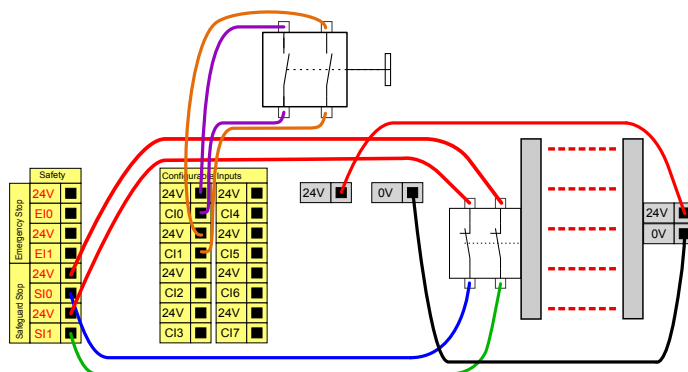 Safety
Emergency Stop
24V
EI0
24V
EI1
Safeguard Stop
24V
SI0
24V
SI1
Configurable Inputs
24V 24V
CI0 CI4
24V 24V
CI1 CI5
24V 24V
CI2 CI6
24V 24V
CI3 CI7
24V
0V
24V
0V